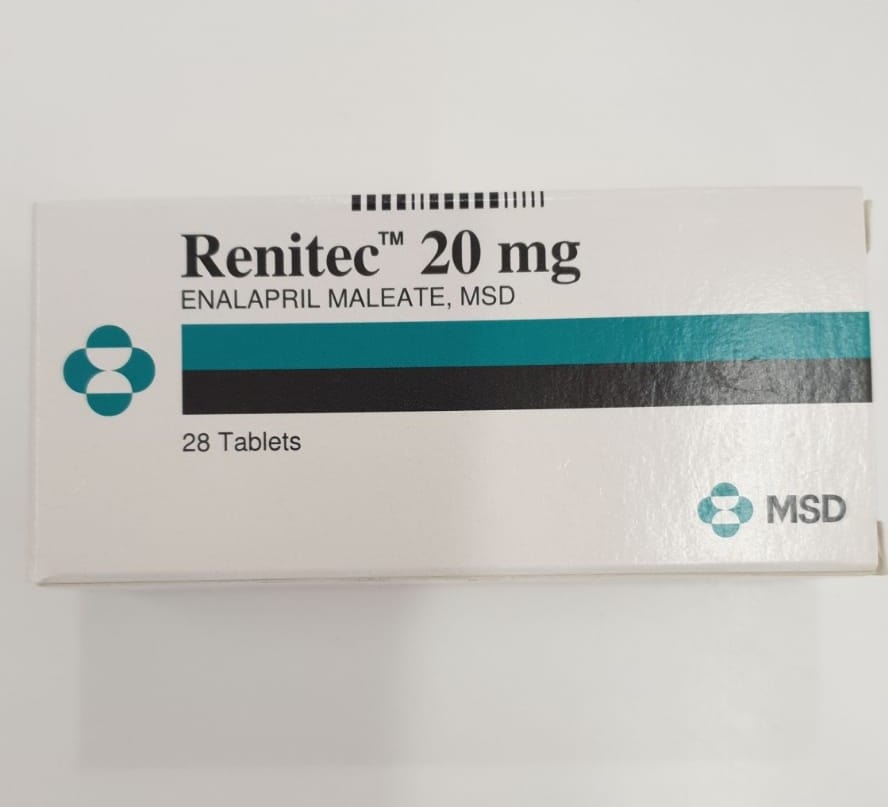 Renitec™ 20 mg
ENALAPRIL MALEATE, MSD
28 Tablets
MSD